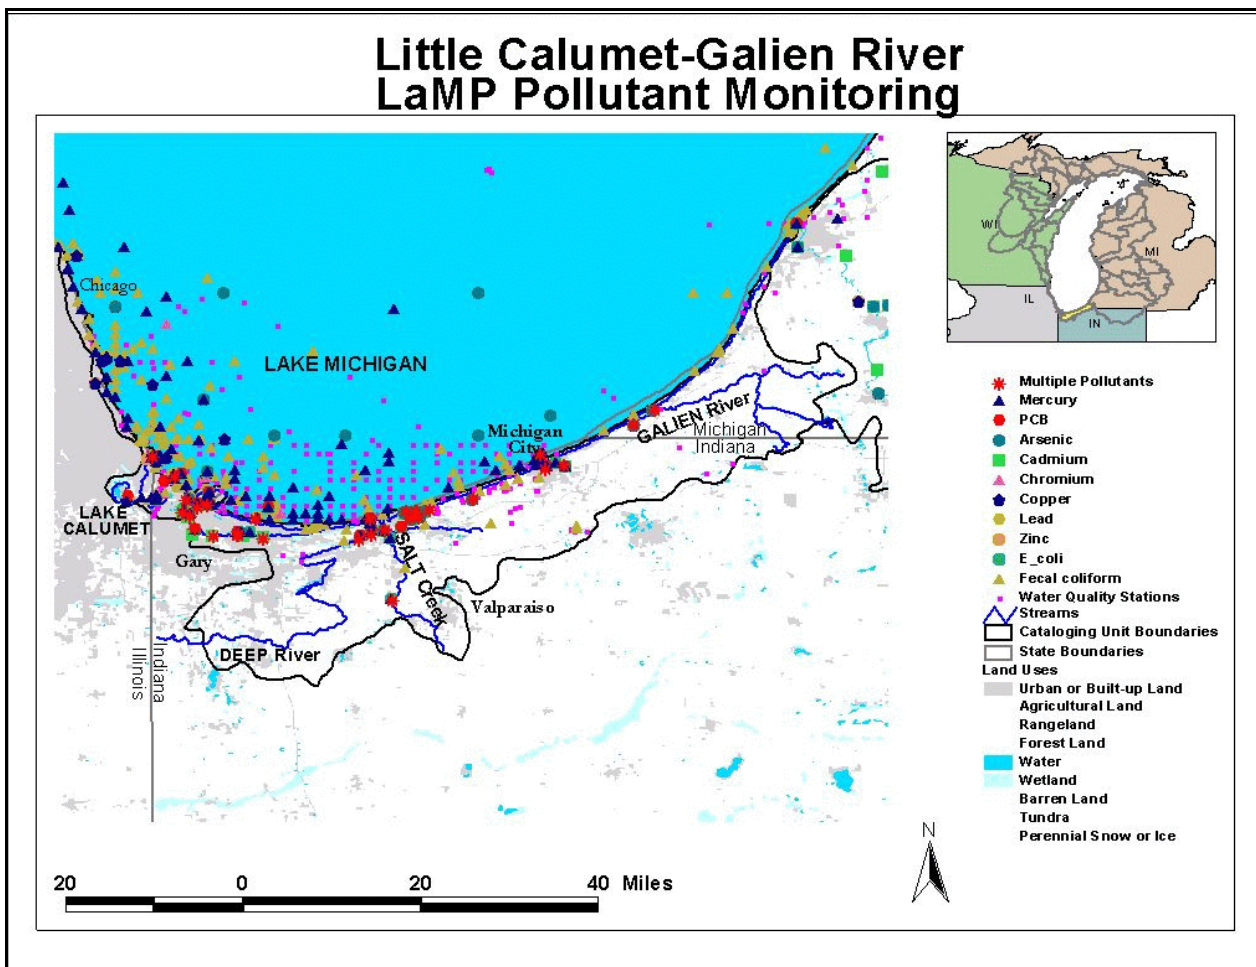 Little Calumet-Galien River
LaMP Pollutant Monitoring
Chicago
LAKE MICHIGAN
Michigan
City
GALIEN River
Michigan
Indiana
LAKE
CALUMET
Gary
SALT Creek
Valparaiso
DEEP River
Indiana
Illinois
WI
MI
IL
IN
Multiple Pollutants
Mercury
PCB
Arsenic
Cadmium
Chromium
Copper
Lead
Zinc
E_coli
Fecal coliform
Water Quality Stations
Streams
Cataloging Unit Boundaries
State Boundaries
Land Uses
Urban or Built-up Land
Agricultural Land
Rangeland
Forest Land
Water
Wetland
Barren Land
Tundra
Perennial Snow or Ice
N
20 0 20 40 Miles